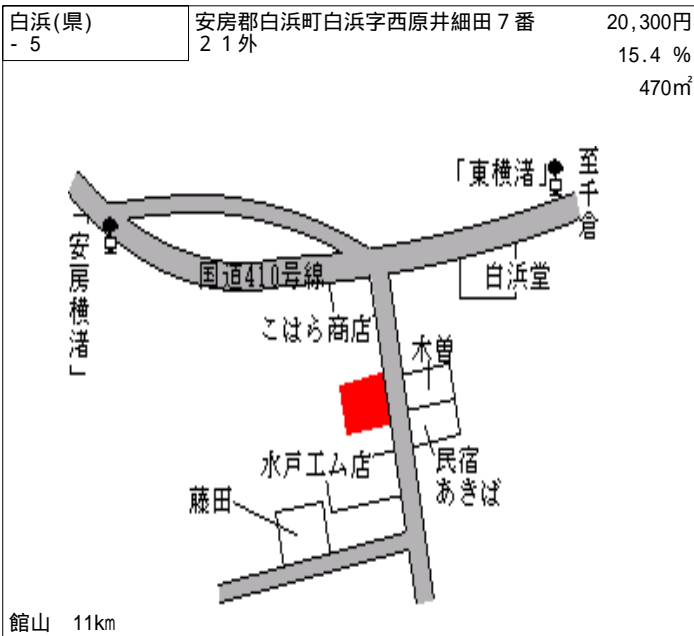 白浜(県)
- 5
安房郡白浜町白浜字西原井細田７番
２１外
20,300円
15.4 %
470㎡
「東横渚」
至千倉
「安房横渚」
国道410号線
白浜堂
こはら商店
木曽
水戸工ム店
民宿
あきば
藤田
館山 11km